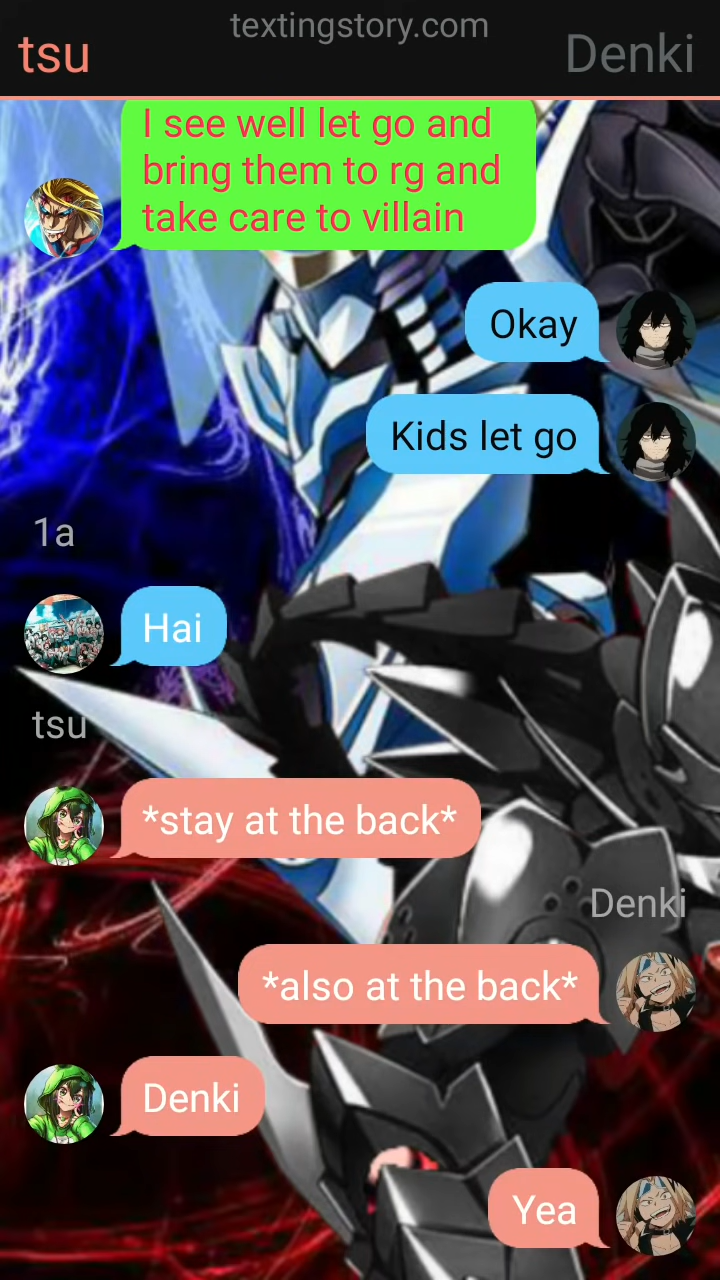 textingstory.com
tsu
Denki
I see well let go and
bring them to rg and
take care to villain
Okay
Kids let go
1a
Hai
tsu
*stay at the back*
Denki
*also at the back*
Denki
Yea